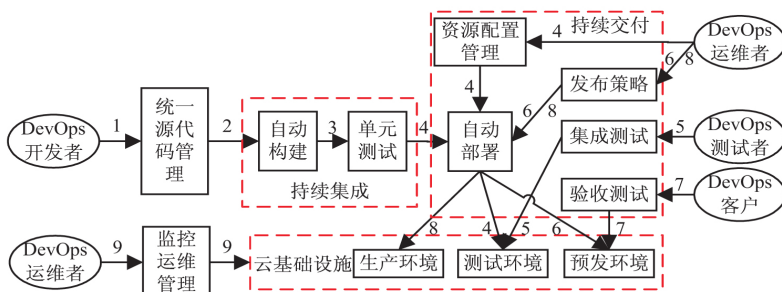 资源配置
管理
4
持续交付
DevOps
运维者
4
6
8
发布策略
6
8
DevOps
开发者
1
统一
源代
码管
理
2
自动
构建
3
单元
测试
4
持续集成
自动
部署
集成测试
5
DevOps
测试者
验收测试
7
DevOps
客户
8
4
5
6
7
DevOps
运维者
9
监控
运维
管理
9
云基础设施
生产环境
测试环境
预发环境